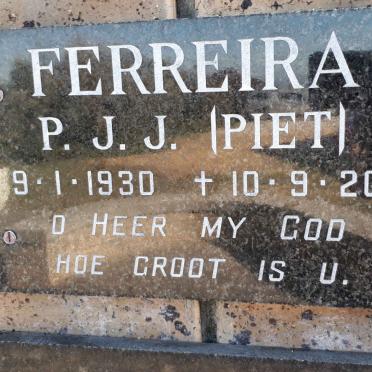 FERREIRA
P. J. J. (PIET)
9·1·1930 + 10·9·20
O HEER MY GOD
HOE GROOT IS U.